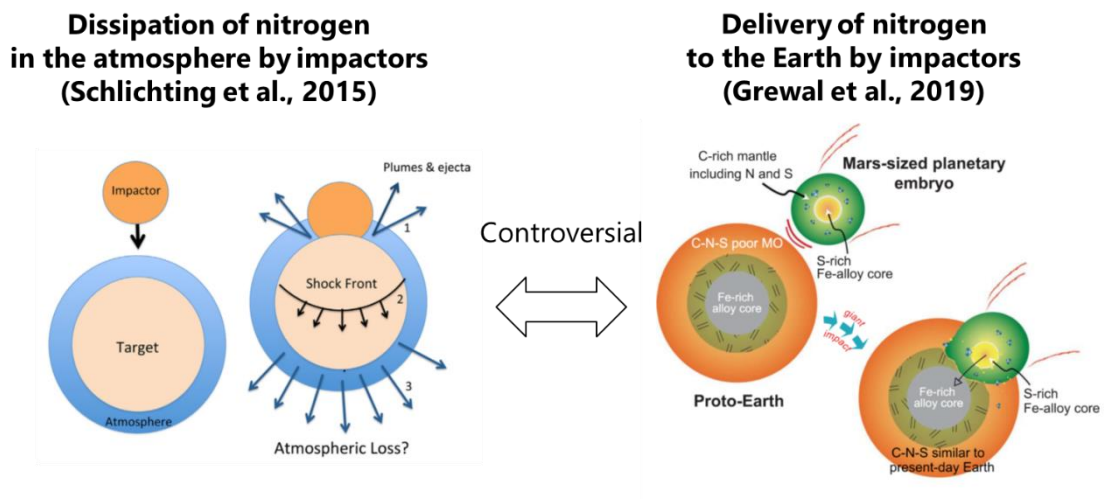 Dissipation of nitrogen
in the atmosphere by impactors
(Schlichting et al., 2015)
Delivery of nitrogen
to the Earth by impactors
(Grewal et al., 2019)
Impactor
Target
Atmosphere
Plumes & ejecta
1
Shock Front
2
3
Atmospheric Loss?
Controversial
C-rich mantle
including N and S
Mars-sized planetary
embryo
C-N-S poor MO
S-rich
Fe-alloy core
Fe-rich
alloy core
giant
impact
Proto-Earth
Fe-rich
alloy core
S-rich
Fe-alloy core
C-N-S similar to
present-day Earth